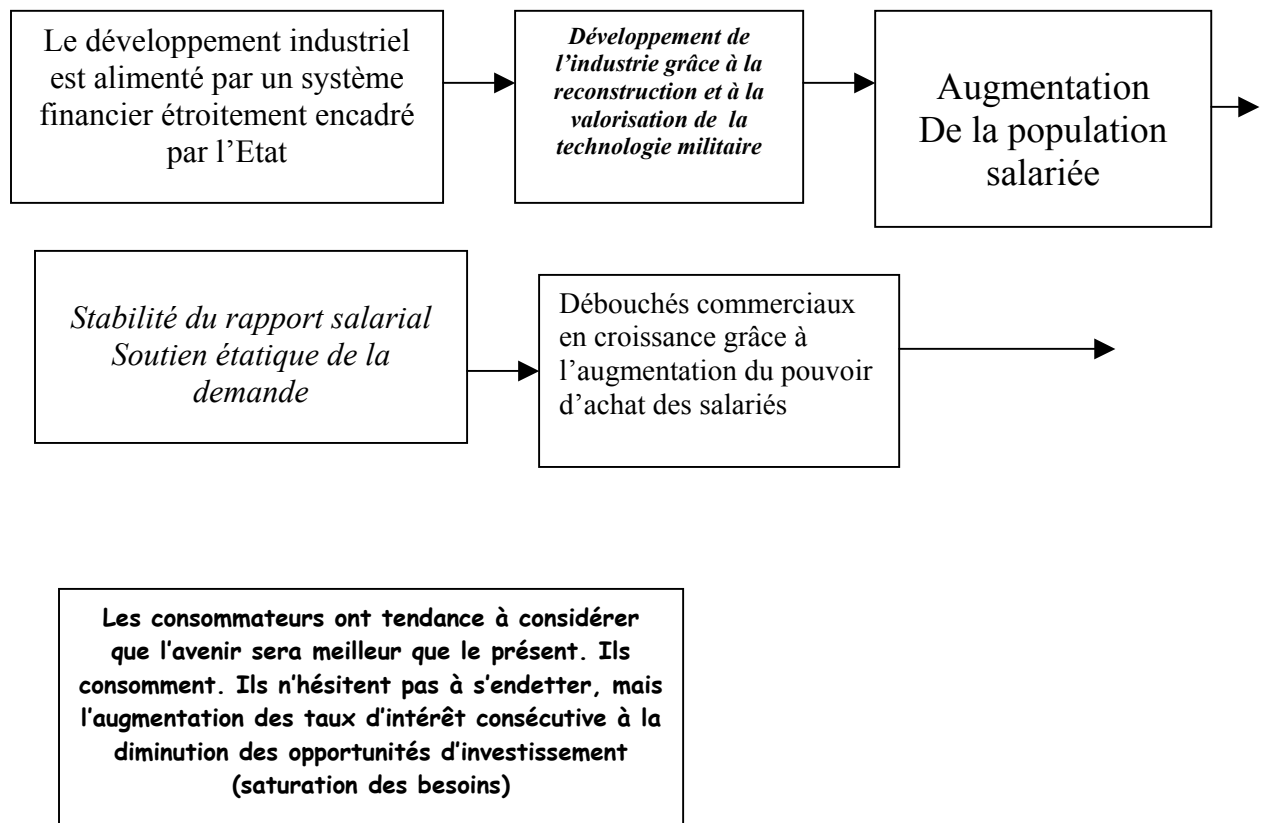 Le développement industriel
est alimenté par un système
financier étroitement encadré
par l'Etat
Développement de
l'industrie grâce à la
reconstruction et à la
valorisation de la
technologie militaire
Augmentation
De la population
salariée
Stabilité du rapport salarial
Soutien étatique de la
demande
Débouchés commerciaux
en croissance grâce à
l'augmentation du pouvoir
d'achat des salariés
Les consommateurs ont tendance à considérer
que l'avenir sera meilleur que le présent. Ils
consomment. Ils n'hésitent pas à s'endetter, mais
l'augmentation des taux d'intérêt consécutive à la
diminution des opportunités d'investissement
(saturation des besoins)